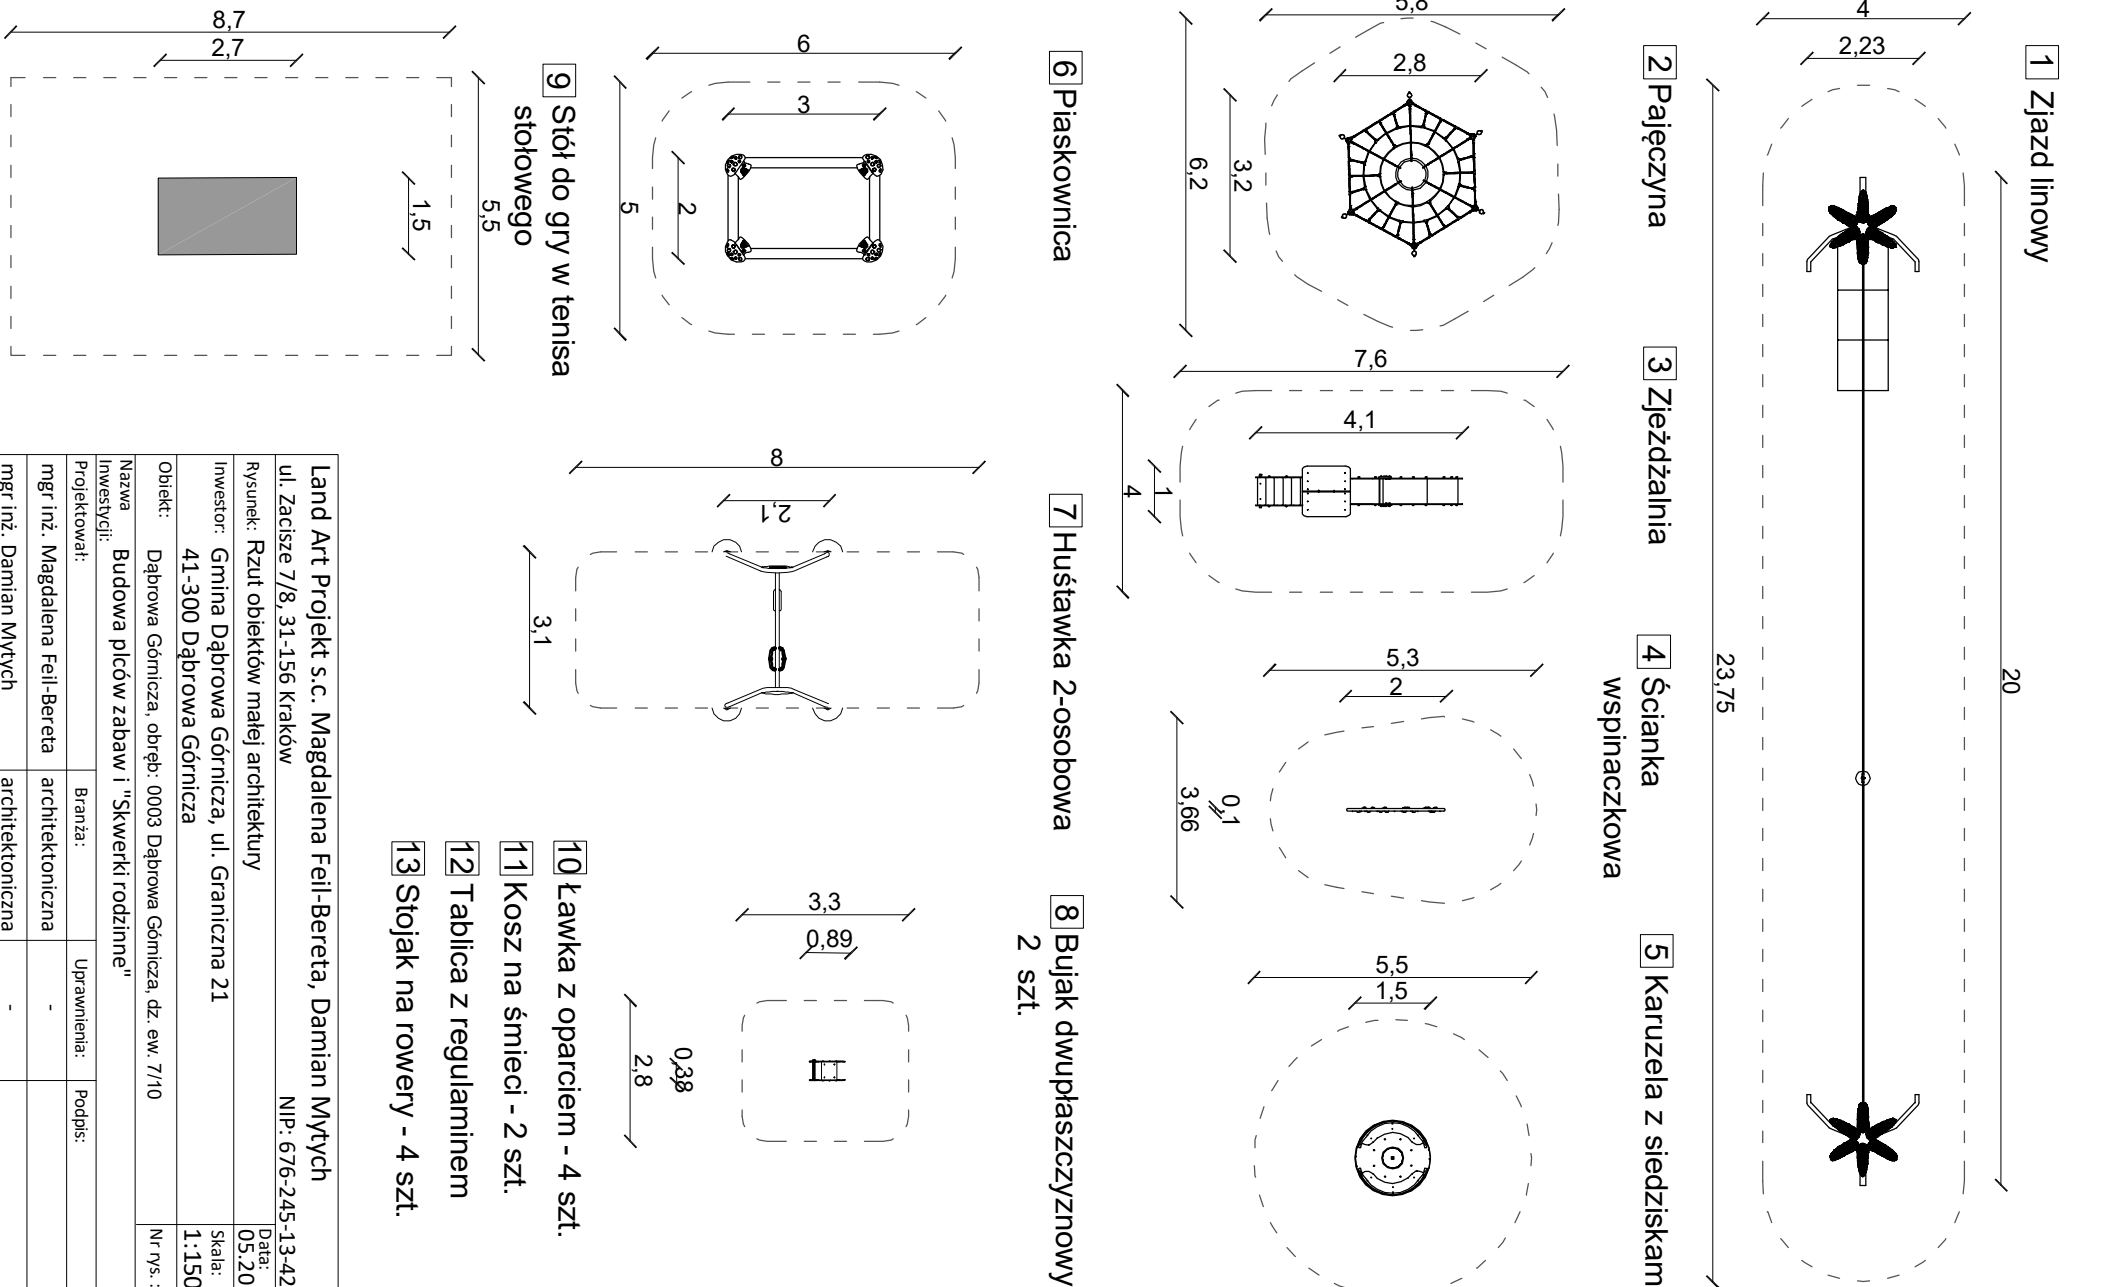 1 Zjazd linowy
4
2,23
20
23,75
2 Pajęczyna
5,8
2,8
3,2
6,2
3 Zjeżdżalnia
7,6
4,1
1
4
4 Ścianka
wspinaczkowa
5,3
2
0,1
3,66
5 Karuzela z siedziskam
5,5
1,5
6 Piaskownica
6
3
2
5
7 Huśtawka 2-osobowa
8
2,1
3,1
8 Bujak dwupłaszczyznowy
2 szt.
3,3
0,89
0,38
2,8
9 Stół do gry w tenisa
stołowego
8,7
2,7
1,5
5,5
10 Ławka z oparciem - 4 szt.
11 Kosz na śmieci - 2 szt.
12 Tablica z regulaminem
13 Stojak na rowery - 4 szt.
Land Art Projekt s.c. Magdalena Feil-Bereta, Damian Mytych
ul. Zacisze 7/8, 31-156 Kraków NIP: 676-245-13-42
Rysunek: Rzut obiektów małej architektury Data: 05.20
Inwestor: Gmina Dąbrowa Górnicza, ul. Graniczna 21
41-300 Dąbrowa Górnicza Skala: 1:150
Obiekt: Dąbrowa Górnicza, obręb: 0003 Dąbrowa Górnicza, dz. ew. 7/10 Nr rys. :
Nazwa Inwestycji: Budowa plców zabaw i "Skwerki rodzinne"
Projektował: Branża: Uprawnienia: Podpis:
mgr inż. Magdalena Feil-Bereta architektoniczna -
mgr inż. Damian Mytych architektoniczna -